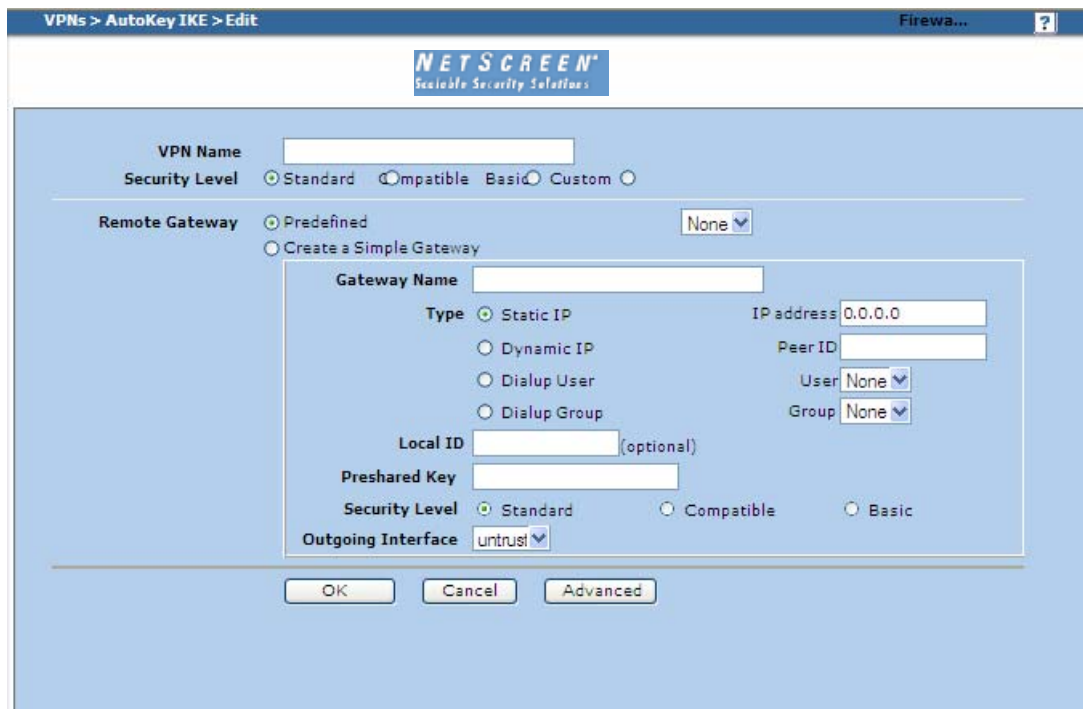 VPNs > AutoKey IKE > Edit Firewa... ?
NETSCREEN
Scalable Security Solutions
VPN Name
Security Level Standard Compatible Basic Custom
Remote Gateway Predefined None
Create a Simple Gateway
Gateway Name
Type Static IP IP address 0.0.0.0
Dynamic IP Peer ID
Dialup User User None
Dialup Group Group None
Local ID (optional)
Preshared Key
Security Level Standard Compatible Basic
Outgoing Interface untrust
OK Cancel Advanced